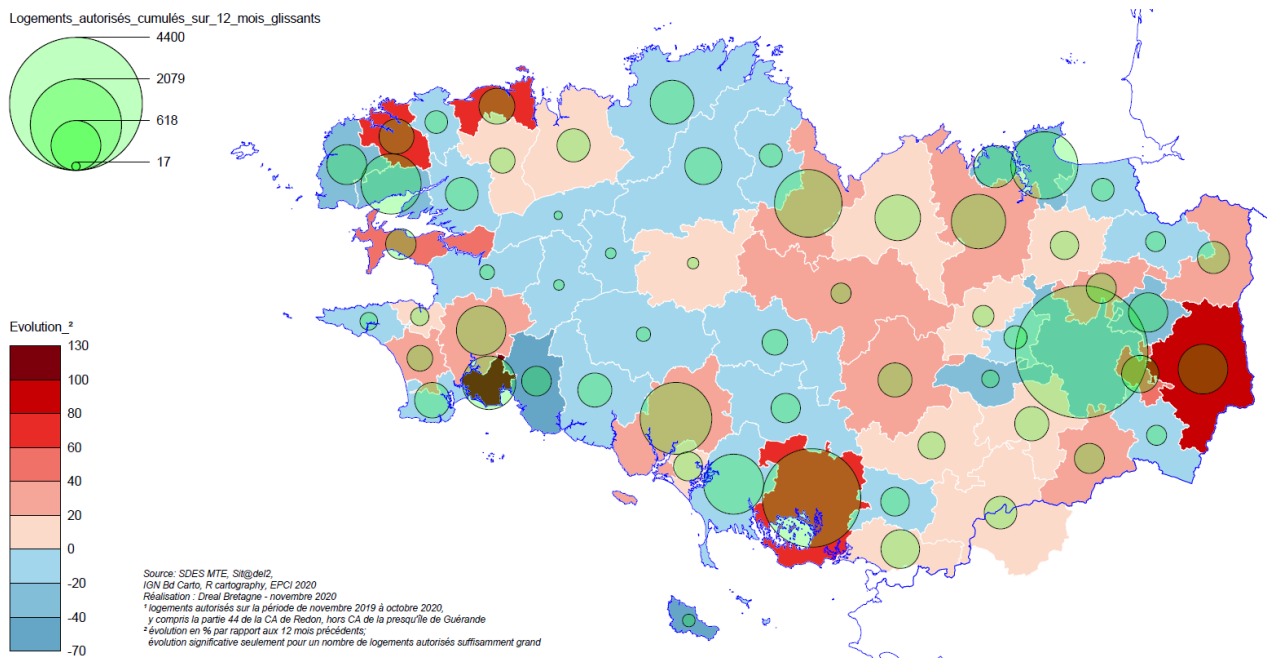 Logements_autorisés_cumulés_sur_12_mois_glissants
4400
2079
618
17
Evolution_²
130
100
80
60
40
20
0
-20
-40
-70
Source: SDES MTE, Sit@del2,
IGN Bd Carto, R cartography, EPCI 2020
Réalisation : Dreal Bretagne - novembre 2020
¹ logements autorisés sur la période de novembre 2019 à octobre 2020,
y compris la partie 44 de la CA de Redon, hors CA de la presqu'île de Guérande
² évolution en % par rapport aux 12 mois précédents;
évolution significative seulement pour un nombre de logements autorisés suffisamment grand